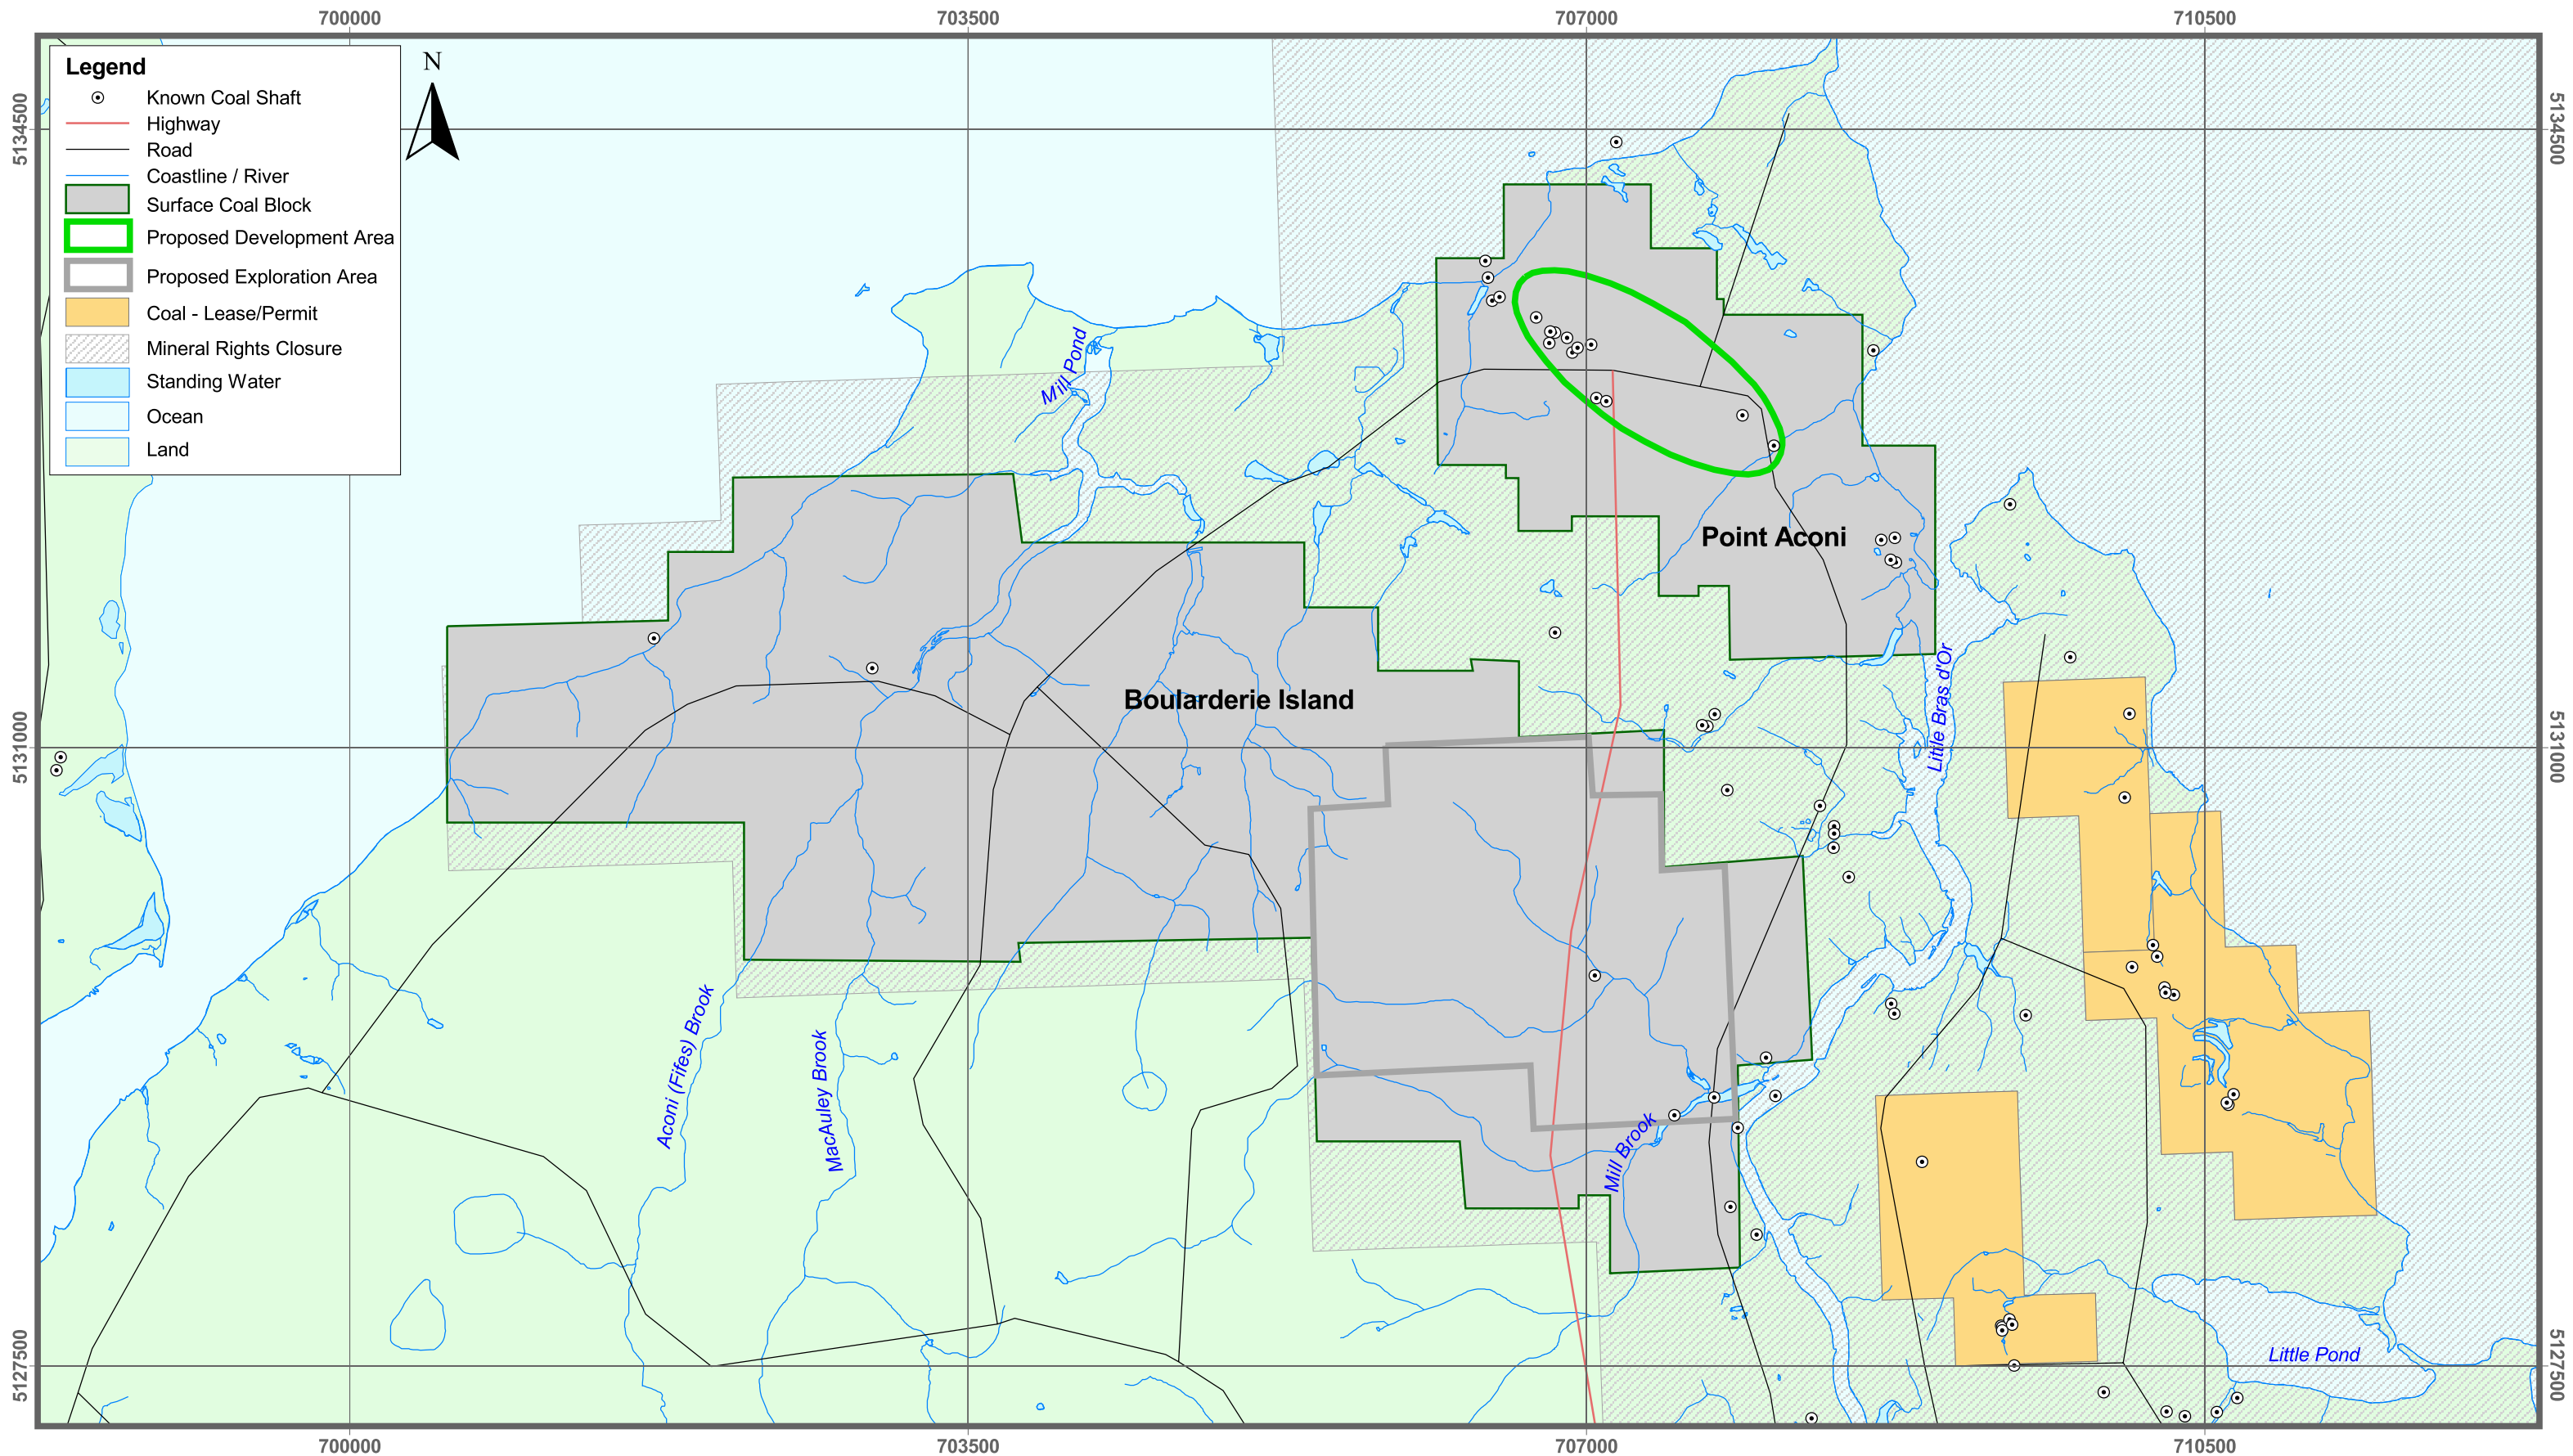 700000
703500
707000
710500
Legend
Known Coal Shaft
Highway
Road
Coastline / River
Surface Coal Block
Proposed Development Area
Proposed Exploration Area
Coal - Lease/Permit
Mineral Rights Closure
Standing Water
Ocean
Land
N
5134500
5134500
Mill Pond
Point Aconi
Boularderie Island
Little Bras d'Or
5131000
5131000
Aconi (Fifes) Brook
MacAuley Brook
Mill Brook
Little Pond
5127500
5127500
700000
703500
707000
710500